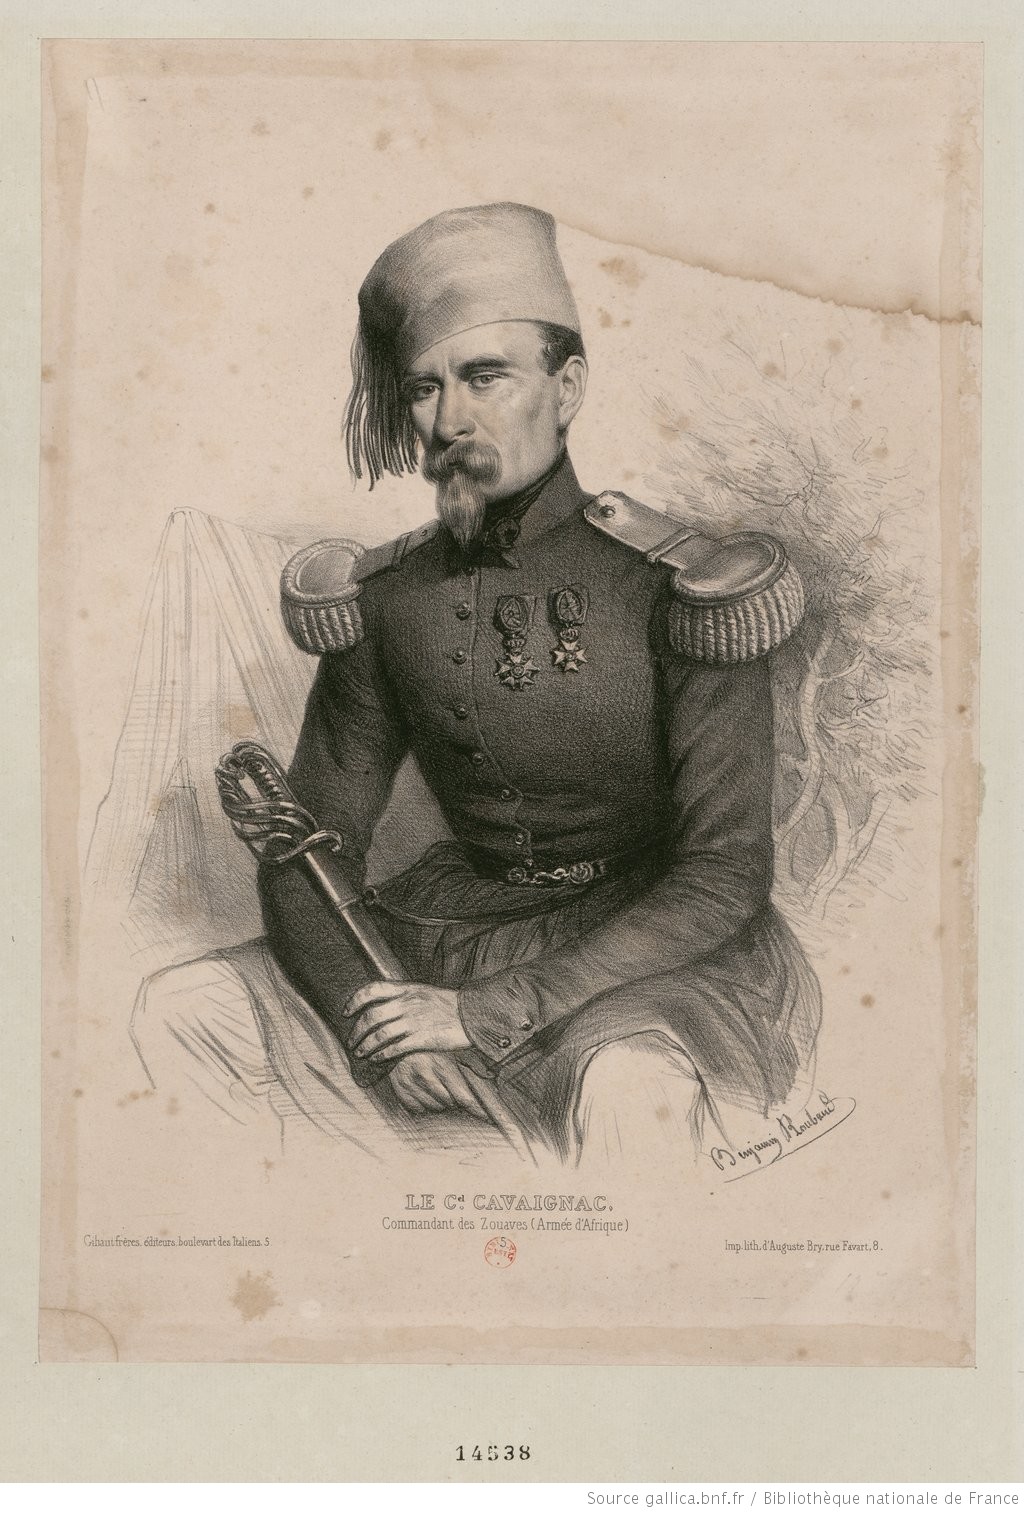 Benjamin Roubaud
LE Cd. CAVAIGNAC.
Commandant des Zouaves (Armée d'Afrique)
Gihaut frères, éditeurs, boulevart des Italiens, 5.
Imp. lith. d'Auguste Bry, rue Favart, 8.
14538
Source gallica.bnf.fr / Bibliothèque nationale de France